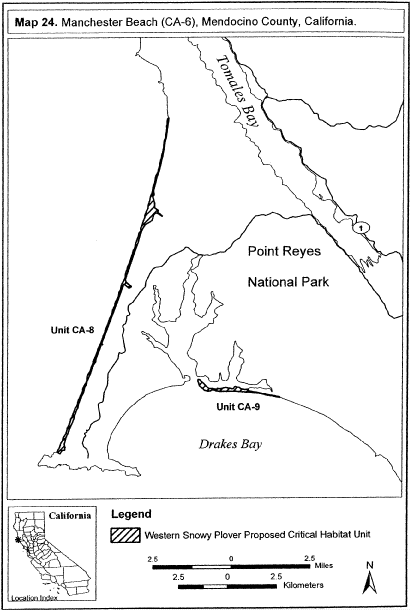 Map 24. Manchester Beach (CA-6), Mendocino County, California.
Tomales Bay
1
Point Reyes
National Park
Unit CA-8
Unit CA-9
Drakes Bay
California
Location Index
Legend
Western Snowy Plover Proposed Critical Habitat Unit
2.5 0 2.5 Miles
2.5 0 2.5 Kilometers
N